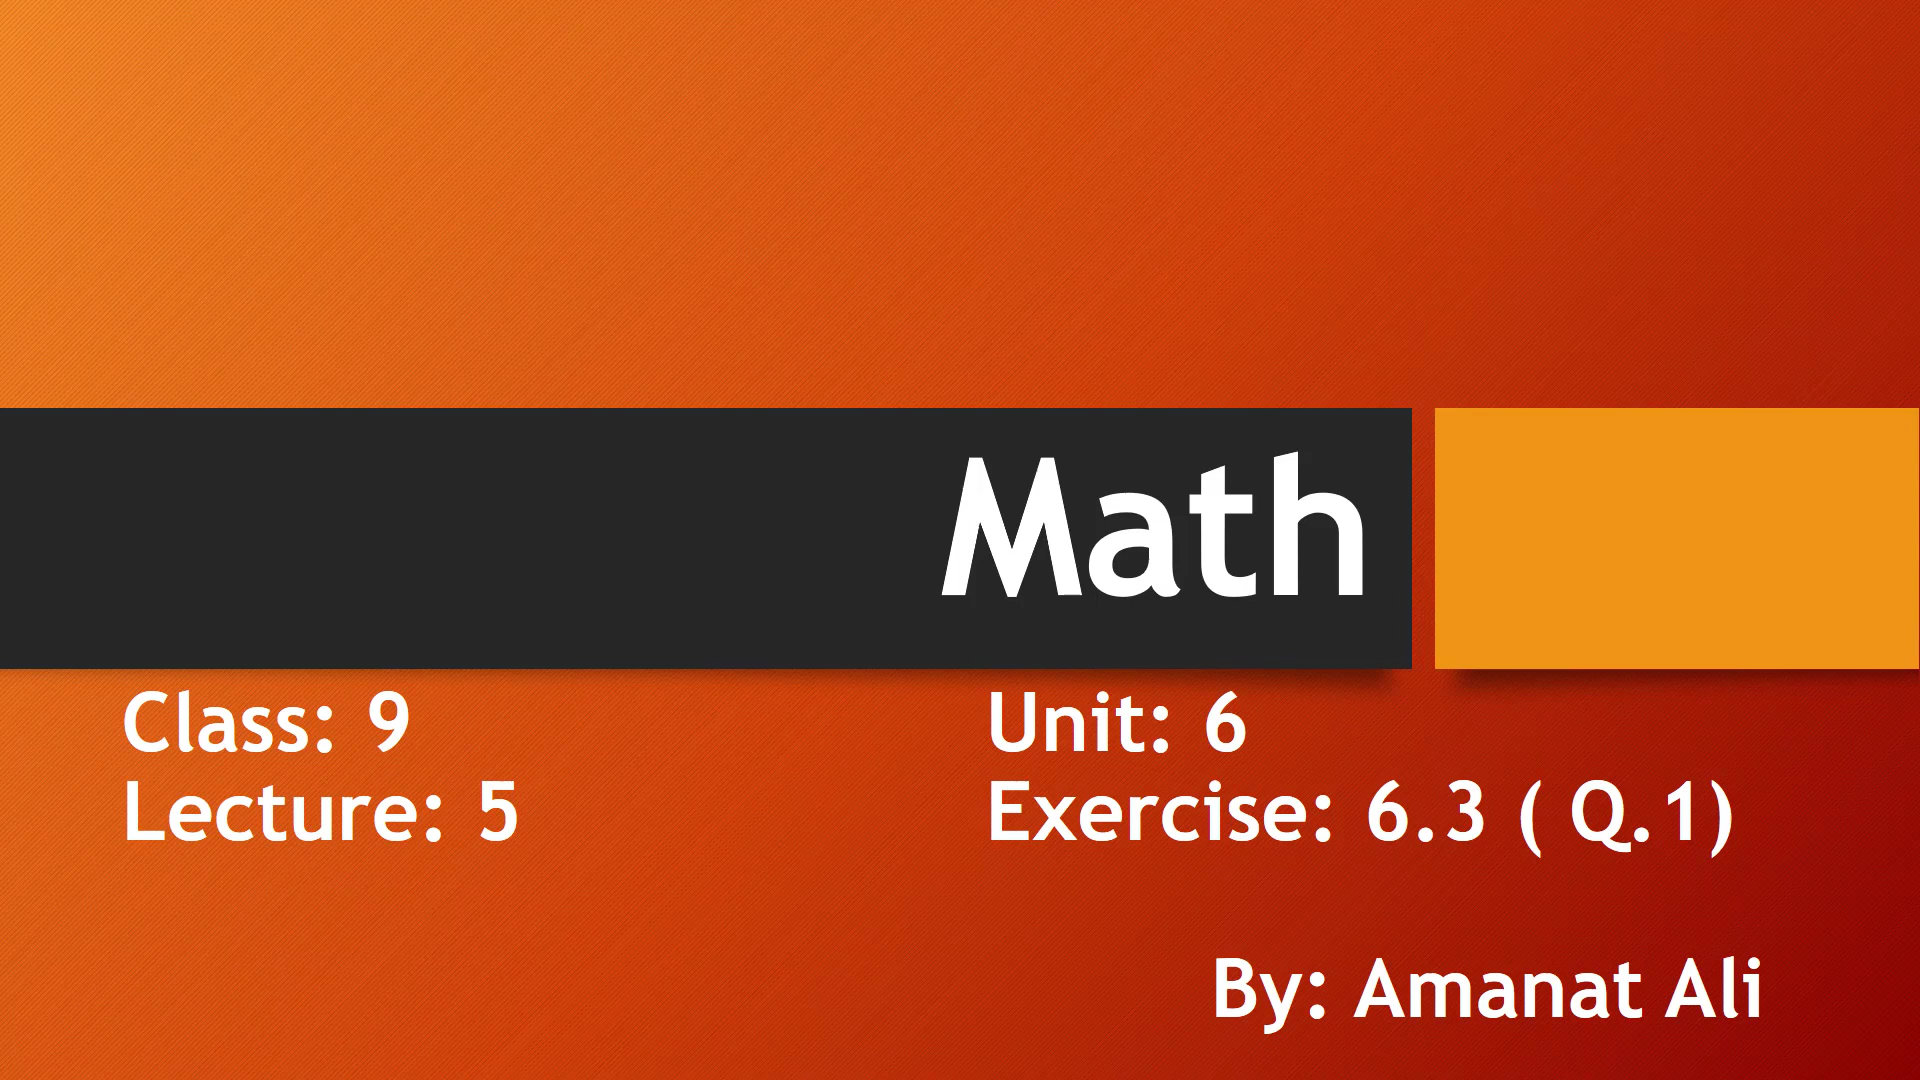 Math
Class: 9
Unit: 6
Lecture: 5
Exercise: 6.3 ( Q.1)
By: Amanat Ali